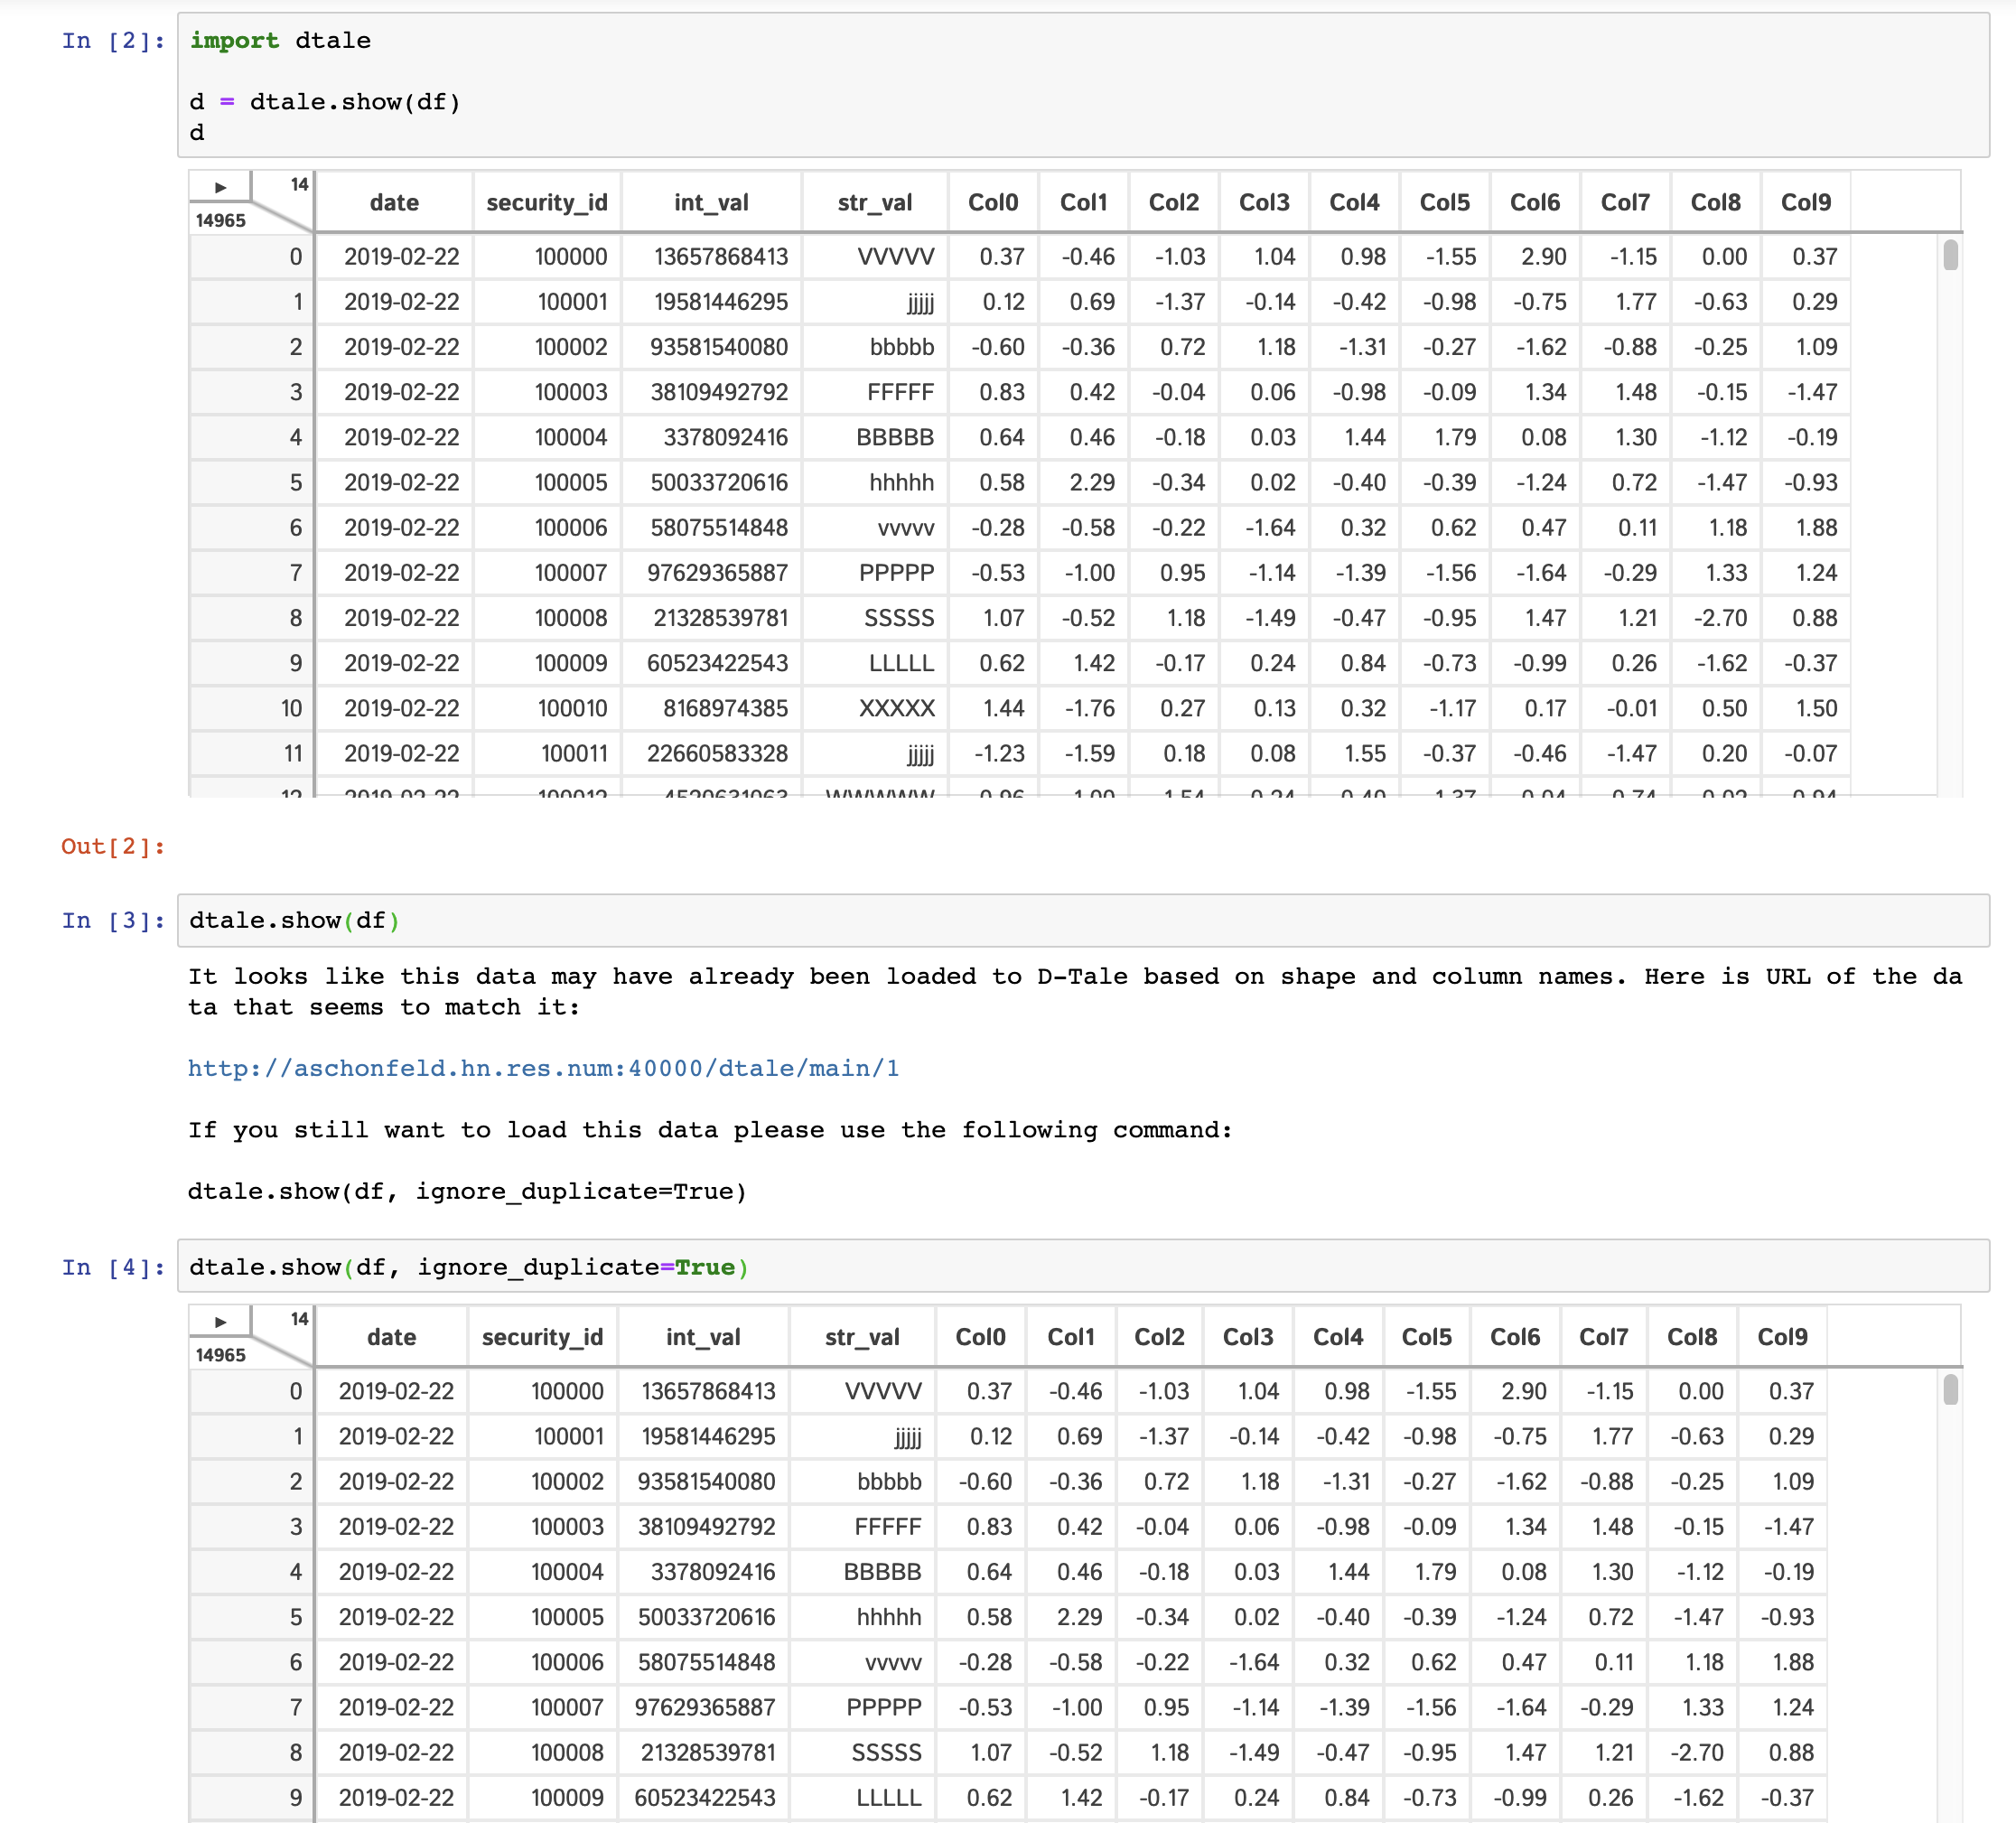 In [2]: import dtale
d = dtale.show(df)
d
▶ 14
14965
date security_id int_val str_val Col0 Col1 Col2 Col3 Col4 Col5 Col6 Col7 Col8 Col9
0 2019-02-22 100000 13657868413 VVVVV 0.37 -0.46 -1.03 1.04 0.98 -1.55 2.90 -1.15 0.00 0.37
1 2019-02-22 100001 19581446295 jjjjj 0.12 0.69 -1.37 -0.14 -0.42 -0.98 -0.75 1.77 -0.63 0.29
2 2019-02-22 100002 93581540080 bbbbb -0.60 -0.36 0.72 1.18 -1.31 -0.27 -1.62 -0.88 -0.25 1.09
3 2019-02-22 100003 38109492792 FFFFF 0.83 0.42 -0.04 0.06 -0.98 -0.09 1.34 1.48 -0.15 -1.47
4 2019-02-22 100004 3378092416 BBBBB 0.64 0.46 -0.18 0.03 1.44 1.79 0.08 1.30 -1.12 -0.19
5 2019-02-22 100005 50033720616 hhhhh 0.58 2.29 -0.34 0.02 -0.40 -0.39 -1.24 0.72 -1.47 -0.93
6 2019-02-22 100006 58075514848 vvvvv -0.28 -0.58 -0.22 -1.64 0.32 0.62 0.47 0.11 1.18 1.88
7 2019-02-22 100007 97629365887 PPPPP -0.53 -1.00 0.95 -1.14 -1.39 -1.56 -1.64 -0.29 1.33 1.24
8 2019-02-22 100008 21328539781 SSSSS 1.07 -0.52 1.18 -1.49 -0.47 -0.95 1.47 1.21 -2.70 0.88
9 2019-02-22 100009 60523422543 LLLLL 0.62 1.42 -0.17 0.24 0.84 -0.73 -0.99 0.26 -1.62 -0.37
10 2019-02-22 100010 8168974385 XXXXX 1.44 -1.76 0.27 0.13 0.32 -1.17 0.17 -0.01 0.50 1.50
11 2019-02-22 100011 22660583328 jjjjj -1.23 -1.59 0.18 0.08 1.55 -0.37 -0.46 -1.47 0.20 -0.07
12 2019-02-22 100012
Out[2]:
In [3]: dtale.show(df)
It looks like this data may have already been loaded to D-Tale based on shape and column names. Here is URL of the da
ta that seems to match it:
http://aschonfeld.hn.res.num:40000/dtale/main/1
If you still want to load this data please use the following command:
dtale.show(df, ignore_duplicate=True)
In [4]: dtale.show(df, ignore_duplicate=True)
▶ 14
14965
date security_id int_val str_val Col0 Col1 Col2 Col3 Col4 Col5 Col6 Col7 Col8 Col9
0 2019-02-22 100000 13657868413 VVVVV 0.37 -0.46 -1.03 1.04 0.98 -1.55 2.90 -1.15 0.00 0.37
1 2019-02-22 100001 19581446295 jjjjj 0.12 0.69 -1.37 -0.14 -0.42 -0.98 -0.75 1.77 -0.63 0.29
2 2019-02-22 100002 93581540080 bbbbb -0.60 -0.36 0.72 1.18 -1.31 -0.27 -1.62 -0.88 -0.25 1.09
3 2019-02-22 100003 38109492792 FFFFF 0.83 0.42 -0.04 0.06 -0.98 -0.09 1.34 1.48 -0.15 -1.47
4 2019-02-22 100004 3378092416 BBBBB 0.64 0.46 -0.18 0.03 1.44 1.79 0.08 1.30 -1.12 -0.19
5 2019-02-22 100005 50033720616 hhhhh 0.58 2.29 -0.34 0.02 -0.40 -0.39 -1.24 0.72 -1.47 -0.93
6 2019-02-22 100006 58075514848 vvvvv -0.28 -0.58 -0.22 -1.64 0.32 0.62 0.47 0.11 1.18 1.88
7 2019-02-22 100007 97629365887 PPPPP -0.53 -1.00 0.95 -1.14 -1.39 -1.56 -1.64 -0.29 1.33 1.24
8 2019-02-22 100008 21328539781 SSSSS 1.07 -0.52 1.18 -1.49 -0.47 -0.95 1.47 1.21 -2.70 0.88
9 2019-02-22 100009 60523422543 LLLLL 0.62 1.42 -0.17 0.24 0.84 -0.73 -0.99 0.26 -1.62 -0.37